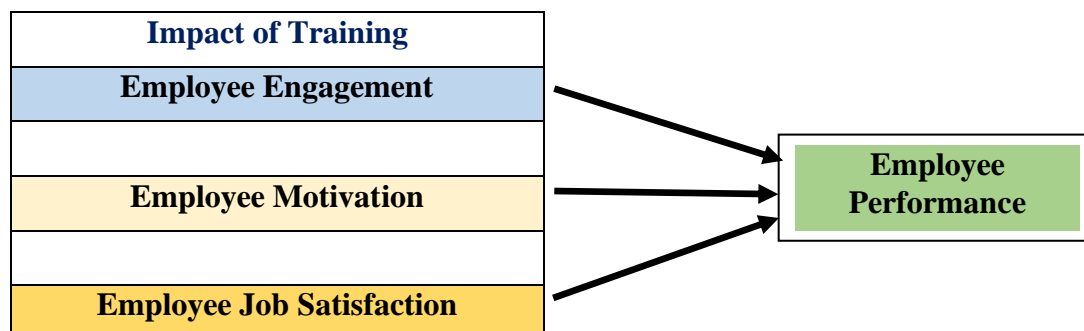 Impact of Training
Employee Engagement
Employee Motivation
Employee Job Satisfaction
Employee
Performance